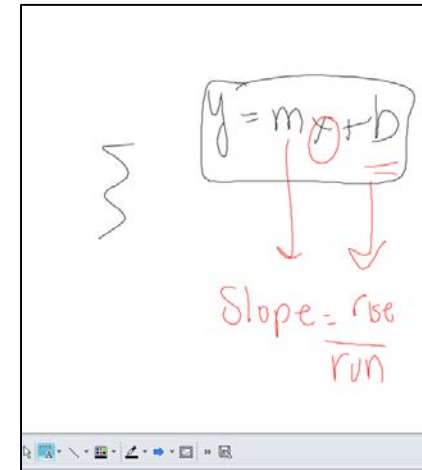 y = mx + b
Slope = rise
run